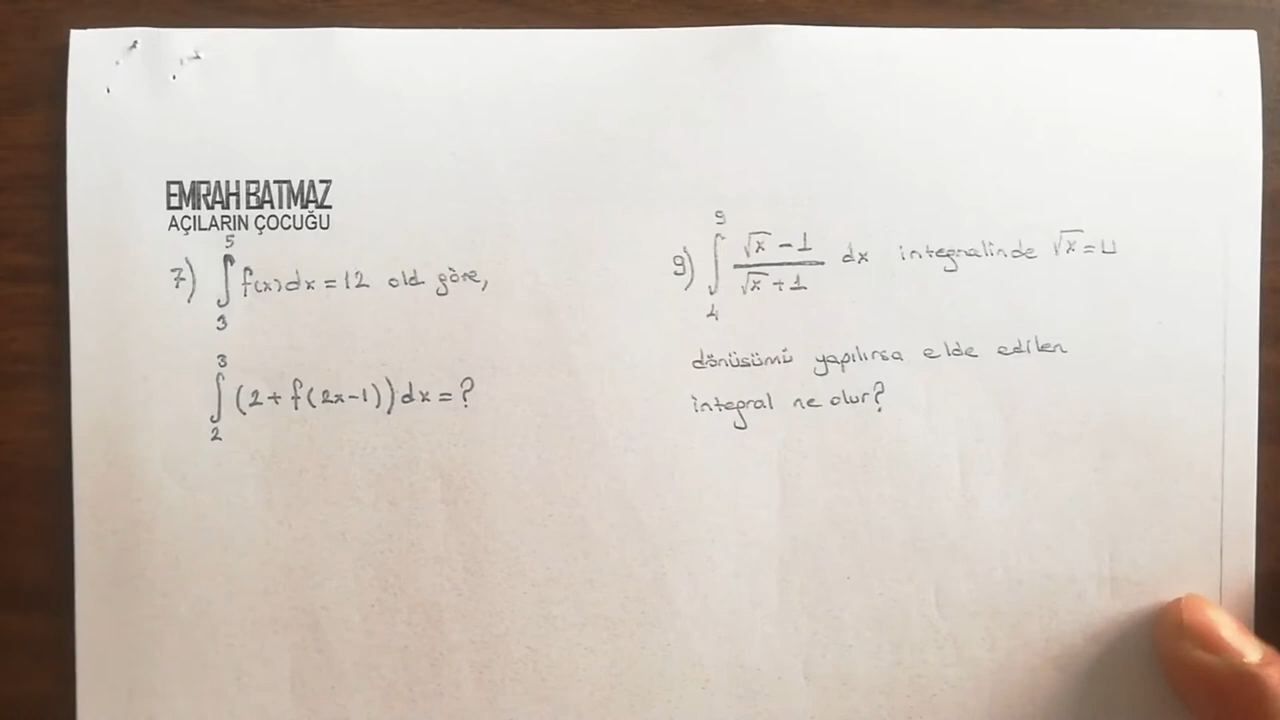 EMRAH BATMAZ
AÇILARIN ÇOCUĞU
7) ∫₃⁵ f(x)dx = 12 old göre,
∫₂³ (2+f(2x-1))dx = ?
9) ∫₄⁹ (√x - 1)/(√x + 1) dx integralinde √x = u
dönüsümü yapılırsa elde edilen
integral ne olur?